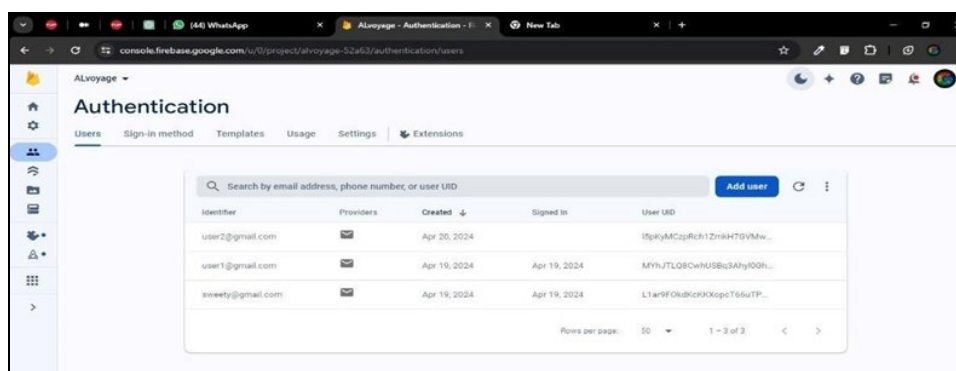 (44) WhatsApp
ALvoyage - Authentication - Fi
New Tab
console.firebase.google.com/u/0/project/alvoyage-52a63/authentication/users
ALvoyage
Authentication
Users Sign-in method Templates Usage Settings Extensions
Search by email address, phone number, or user UID Add user
Identifier Providers Created Signed In User UID
user2@gmail.com Apr 20, 2024
user1@gmail.com Apr 19, 2024 Apr 19, 2024
sweety@gmail.com Apr 19, 2024 Apr 19, 2024
Rows per page: 50 1 – 3 of 3